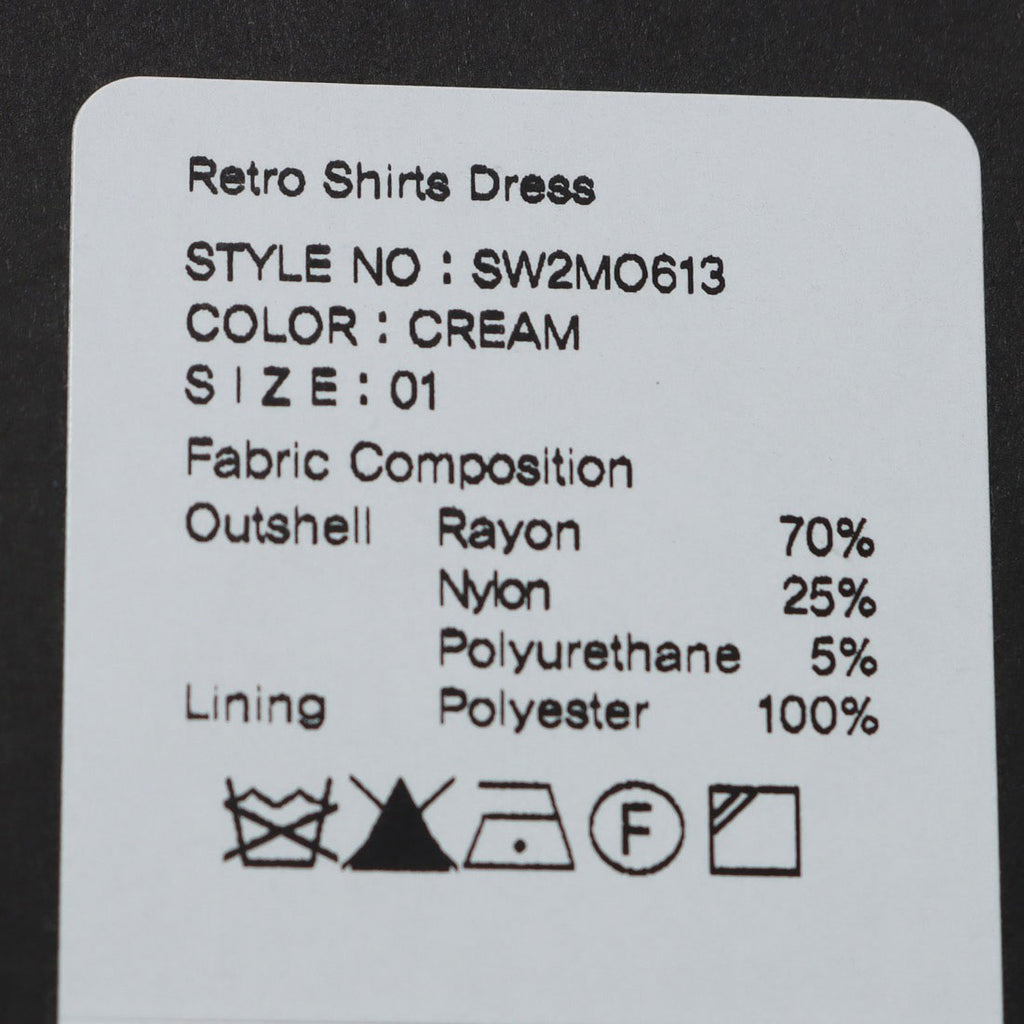 Retro Shirts Dress
STYLE NO : SW2MO613
COLOR : CREAM
SIZE : 01
Fabric Composition
Outshell Rayon 70%
Nylon 25%
Polyurethane 5%
Lining Polyester 100%
F